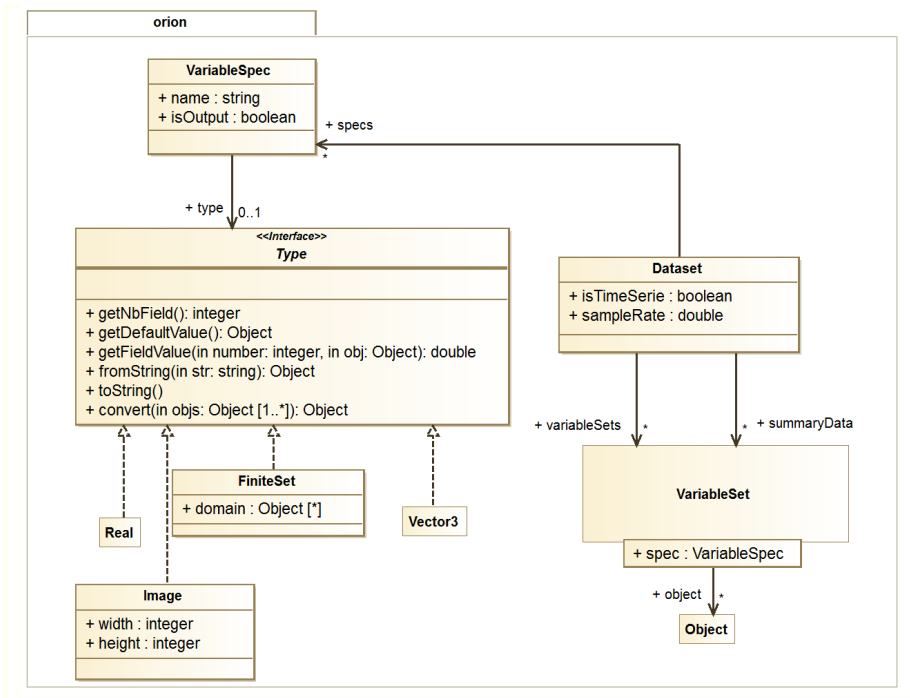 orion
VariableSpec
+ name : string
+ isOutput : boolean
+ specs
*
+ type
0..1
<<Interface>>
Type
+ getNbField(): integer
+ getDefaultValue(): Object
+ getFieldValue(in number: integer, in obj: Object): double
+ fromString(in str: string): Object
+ toString()
+ convert(in objs: Object [1..*]): Object
Dataset
+ isTimeSerie : boolean
+ sampleRate : double
+ variableSets
*
* + summaryData
FiniteSet
+ domain : Object [*]
Real
Vector3
VariableSet
+ spec : VariableSpec
Image
+ width : integer
+ height : integer
+ object
*
Object